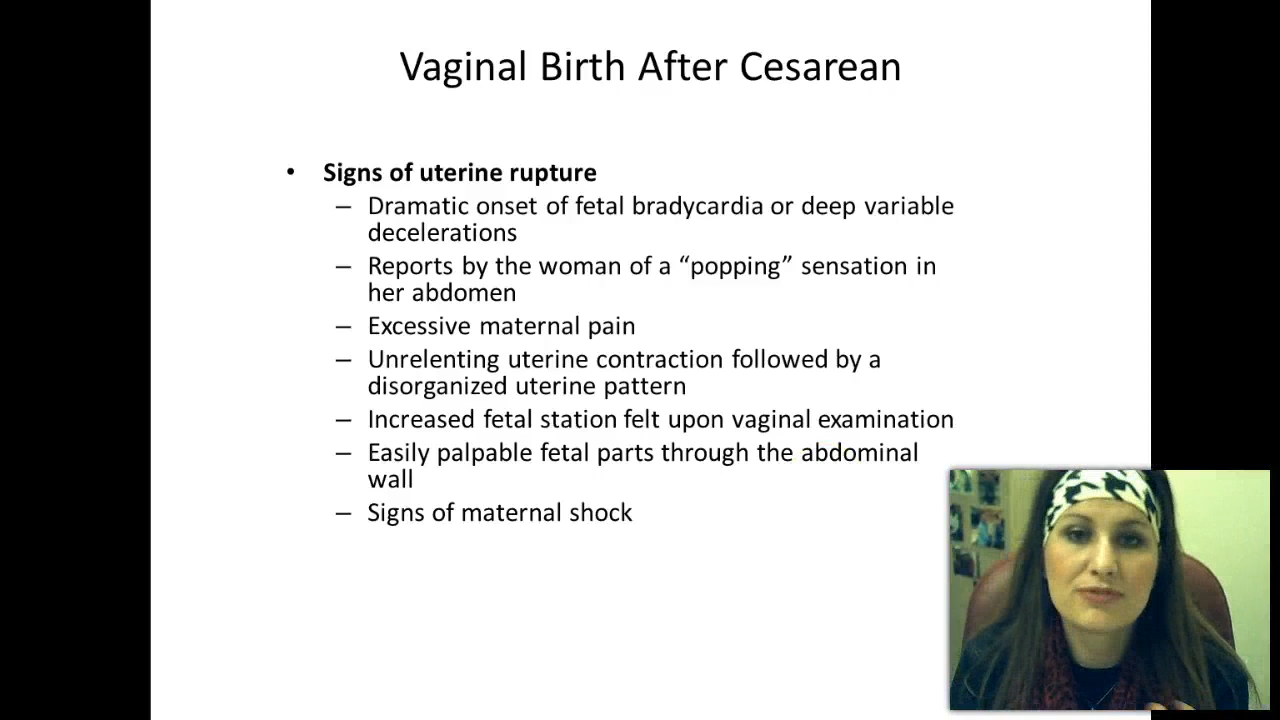 Vaginal Birth After Cesarean
• Signs of uterine rupture
– Dramatic onset of fetal bradycardia or deep variable
decelerations
– Reports by the woman of a “popping” sensation in
her abdomen
– Excessive maternal pain
– Unrelenting uterine contraction followed by a
disorganized uterine pattern
– Increased fetal station felt upon vaginal examination
– Easily palpable fetal parts through the abdominal
wall
– Signs of maternal shock